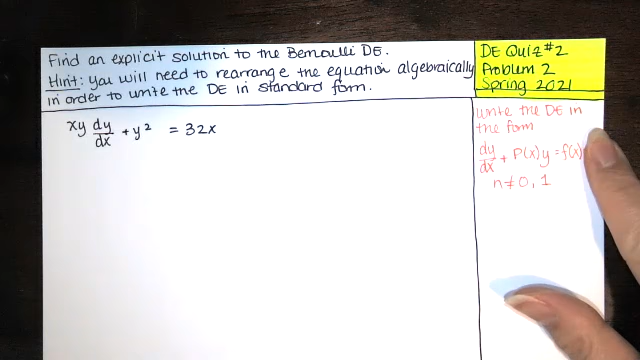 Find an explicit solution to the Bernoulli DE.
Hint: you will need to rearrange the equation algebraically
in order to write the DE in standard form.
xy dy/dx + y² = 32x
DE Quiz #2
Problem 2
Spring 2021
write the DE in
the form
dy/dx + P(x)y = f(x)
n ≠ 0, 1